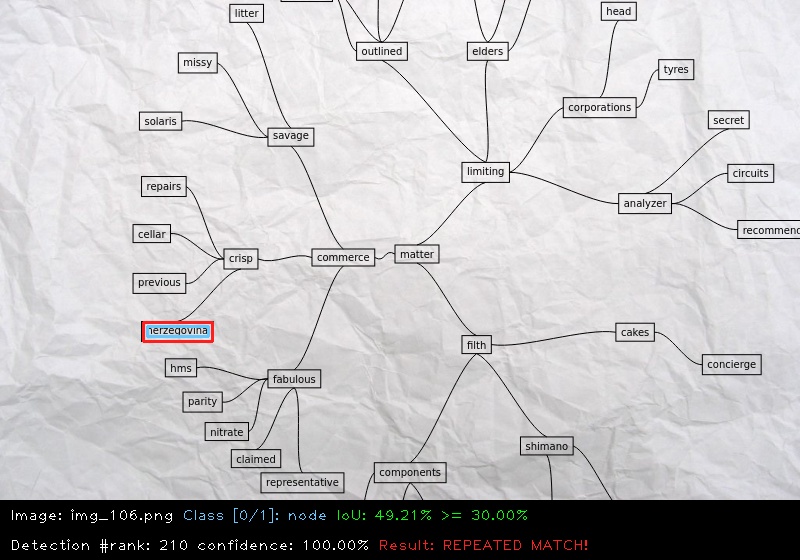 litter
head
outlined
elders
missy
tyres
corporations
solaris
secret
savage
limiting
circuits
repairs
analyzer
cellar
recommend
crisp
commerce
matter
previous
herzegovina
cakes
filth
concierge
hms
fabulous
parity
nitrate
shimano
claimed
components
representative
Image: img_106.png Class [0/1]: node IoU: 49.21% >= 30.00%
Detection #rank: 210 confidence: 100.00% Result: REPEATED MATCH!